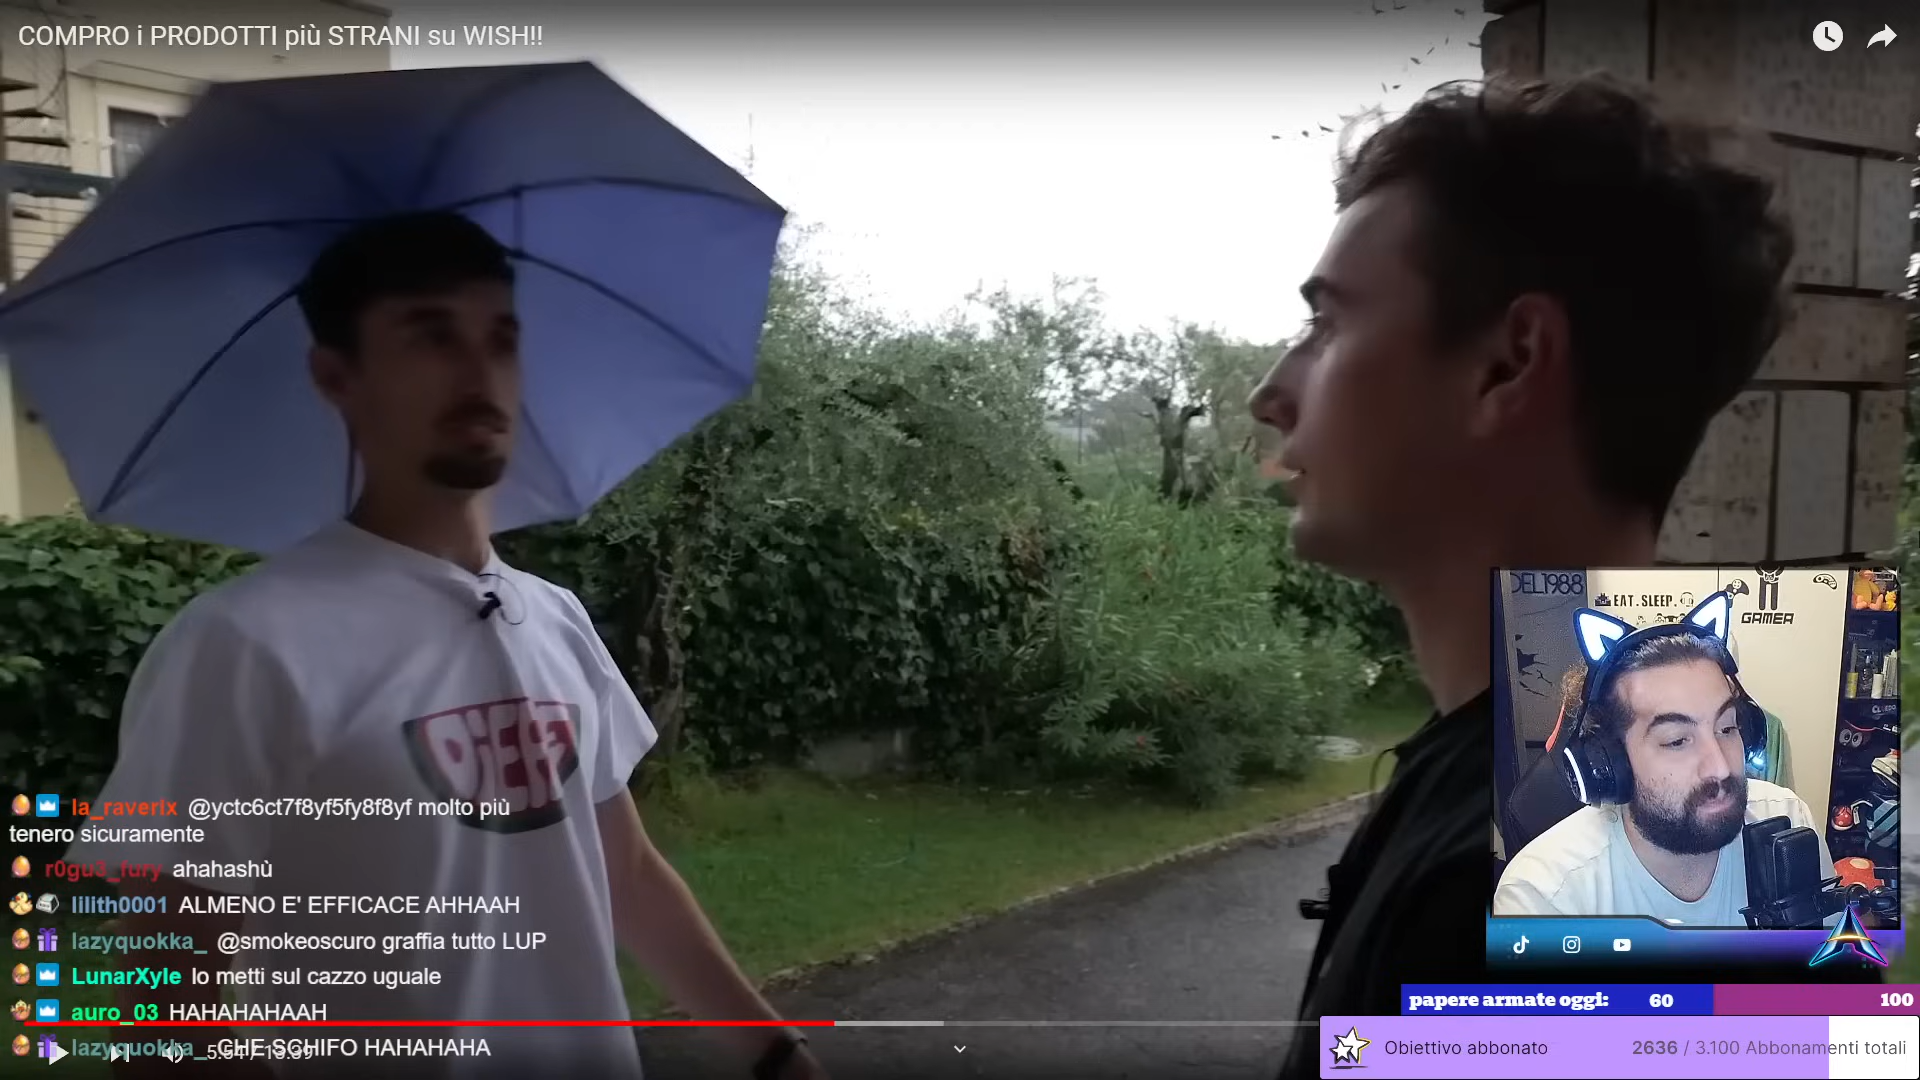 COMPRO i PRODOTTI più STRANI su WISH!!
DEL1988
EAT.SLEEP.
GAMER
DiEFF
la_raverix @yctc6ct7f8yf5fy8f8yf molto più
tenero sicuramente
r0gu3_fury ahahashù
lilith0001 ALMENO E' EFFICACE AHHAAH
lazyquokka_ @smokeoscuro graffia tutto LUP
LunarXyle lo metti sul cazzo uguale
auro_03 HAHAHAHAAH
lazyquokka_ CHE SCHIFO HAHAHAHA
papere armate oggi: 60 100
Obiettivo abbonato 2636 / 3.100 Abbonamenti totali